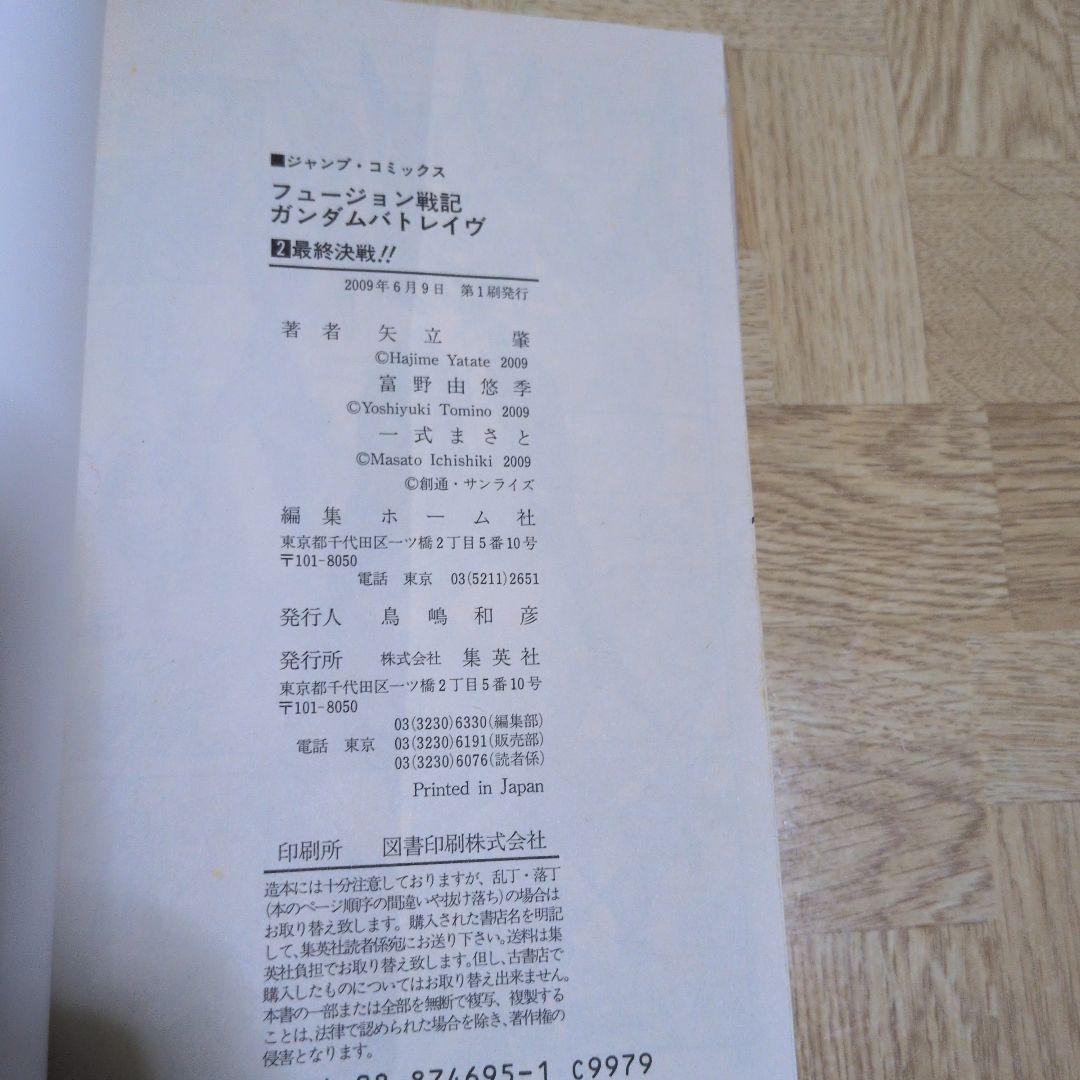 ■ジャンプ・コミックス
フュージョン戦記
ガンダムバトレイヴ
2最終決戦!!
2009年6月9日 第1刷発行
著者 矢立 肇
©Hajime Yatate 2009
富野由悠季
©Yoshiyuki Tomino 2009
一式まさと
©Masato Ichishiki 2009
©創通・サンライズ
編集 ホーム社
東京都千代田区一ツ橋2丁目5番10号
〒101-8050
電話 東京 03(5211)2651
発行人 鳥嶋和彦
発行所 株式会社 集英社
東京都千代田区一ツ橋2丁目5番10号
〒101-8050
03(3230)6330(編集部)
電話 東京 03(3230)6191(販売部)
03(3230)6076(読者係)
Printed in Japan
印刷所 図書印刷株式会社
造本には十分注意しておりますが、乱丁・落丁
(本のページ順序の間違いや抜け落ち)の場合は
お取り替え致します。購入された書店名を明記
して、集英社読者係宛にお送り下さい。送料は集
英社負担でお取り替え致します。但し、古書店で
購入したものについてはお取り替え出来ません。
本書の一部または全部を無断で複写、複製する
ことは、法律で認められた場合を除き、著作権の
侵害となります。
874695-1 C9979